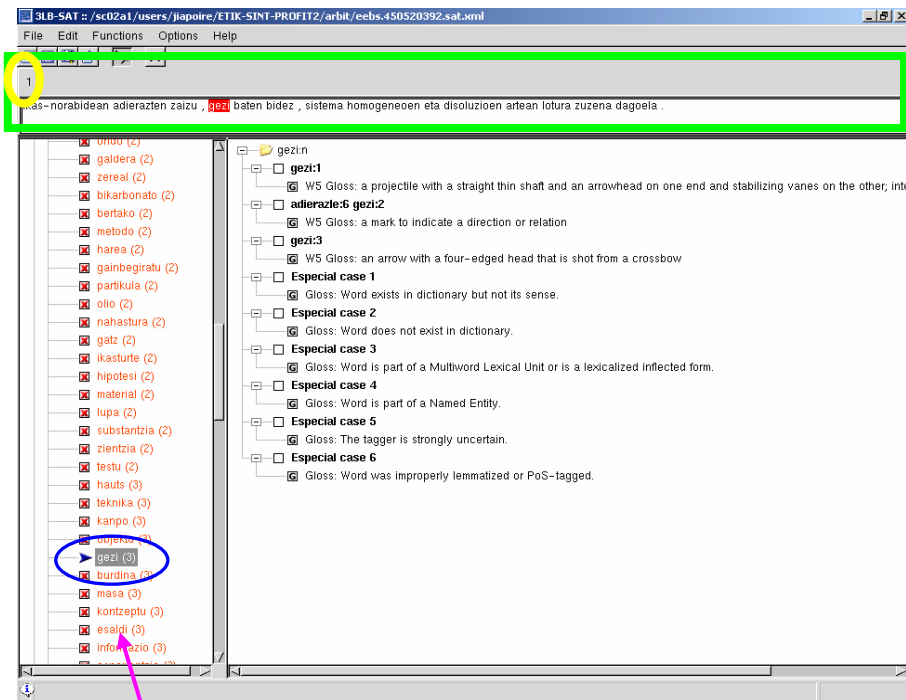 3LB-SAT :: /sc02a1/users/jiapoire/ETIK-SINT-PROFIT2/arbit/eebs.450520392.sat.xml
File Edit Functions Options Help
1
kas-norabidean adierazten zaizu , gezi baten bidez , sistema homogeneoen eta disoluzioen artean lotura zuzena dagoela .
ondo (2)
galdera (2)
zereal (2)
bikarbonato (2)
bertako (2)
metodo (2)
harea (2)
gainbegiratu (2)
partikula (2)
olio (2)
nahastura (2)
gatz (2)
ikasturte (2)
hipotesi (2)
material (2)
lupa (2)
substantzia (2)
zientzia (2)
testu (2)
hauts (3)
teknika (3)
kanpo (3)
objektu (3)
gezi (3)
burdina (3)
masa (3)
kontzeptu (3)
esaldi (3)
informazio (3)
gezi:n
gezi:1
G W5 Gloss: a projectile with a straight thin shaft and an arrowhead on one end and stabilizing vanes on the other; inte
adierazle:6 gezi:2
G W5 Gloss: a mark to indicate a direction or relation
gezi:3
G W5 Gloss: an arrow with a four-edged head that is shot from a crossbow
Especial case 1
G Gloss: Word exists in dictionary but not its sense.
Especial case 2
G Gloss: Word does not exist in dictionary.
Especial case 3
G Gloss: Word is part of a Multiword Lexical Unit or is a lexicalized inflected form.
Especial case 4
G Gloss: Word is part of a Named Entity.
Especial case 5
G Gloss: The tagger is strongly uncertain.
Especial case 6
G Gloss: Word was improperly lemmatized or PoS-tagged.